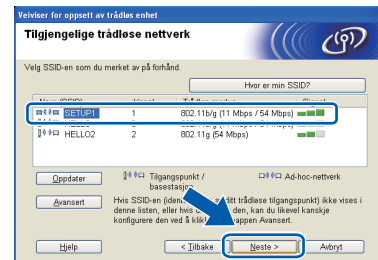 Veiviser for oppsett av trådløs enhet
Tilgjengelige trådløse nettverk
Velg SSID-en som du merket av på forhånd.
Hvor er min SSID?
SETUP1 1 802.11b/g (11 Mbps / 54 Mbps)
HELLO2 2 802.11g (54 Mbps)
Oppdater
Tilgangspunkt / basestasjon
Ad-hoc-nettverk
Avansert
Hvis SSID-en ditt trådløse tilgangspunkt) ikke vises i
denne listen, eller hvis den, kan du likevel kanskje
konfigurere den ved å Avansert.
Hjelp
< Tilbake
Neste >
Avbryt